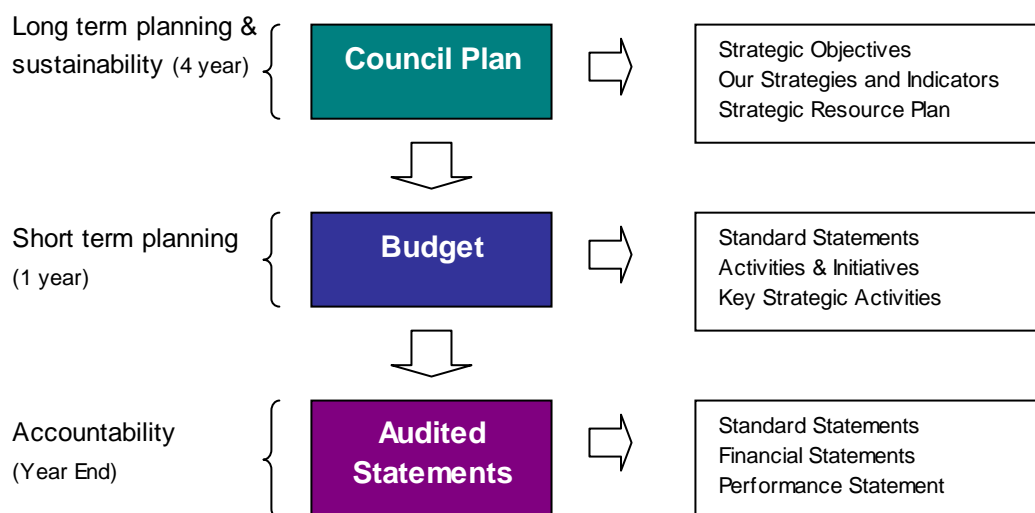 Long term planning &
sustainability (4 year)
Council Plan
Strategic Objectives
Our Strategies and Indicators
Strategic Resource Plan
Short term planning
(1 year)
Budget
Standard Statements
Activities & Initiatives
Key Strategic Activities
Accountability
(Year End)
Audited
Statements
Standard Statements
Financial Statements
Performance Statement